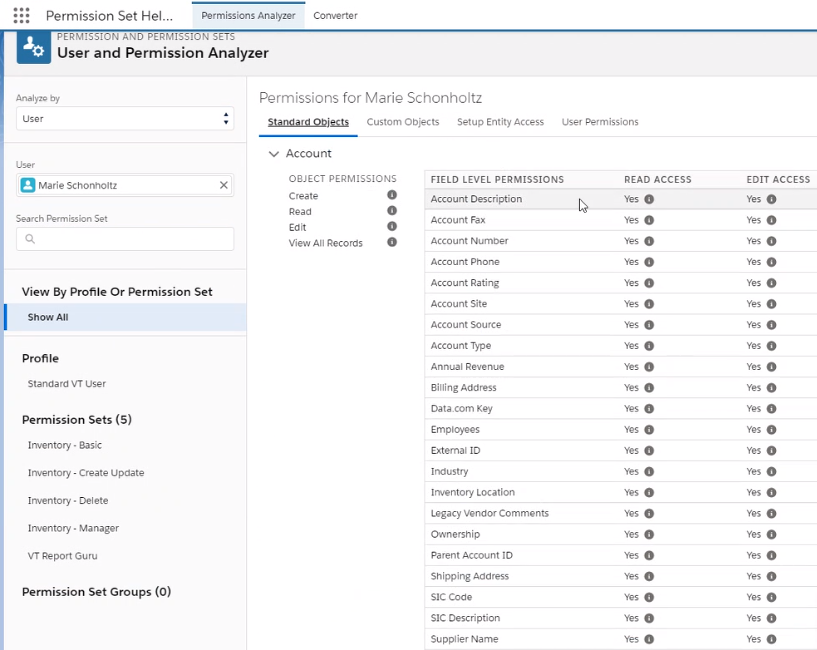 Permission Set Hel... Permissions Analyzer Converter
PERMISSION AND PERMISSION SETS
User and Permission Analyzer
Analyze by
User
User
Marie Schonholtz
Search Permission Set
View By Profile Or Permission Set
Show All
Profile
Standard VT User
Permission Sets (5)
Inventory - Basic
Inventory - Create Update
Inventory - Delete
Inventory - Manager
VT Report Guru
Permission Set Groups (0)
Permissions for Marie Schonholtz
Standard Objects Custom Objects Setup Entity Access User Permissions
Account
OBJECT PERMISSIONS
Create
Read
Edit
View All Records
FIELD LEVEL PERMISSIONS READ ACCESS EDIT ACCESS
Account Description Yes Yes
Account Fax Yes Yes
Account Number Yes Yes
Account Phone Yes Yes
Account Rating Yes Yes
Account Site Yes Yes
Account Source Yes Yes
Account Type Yes Yes
Annual Revenue Yes Yes
Billing Address Yes Yes
Data.com Key Yes Yes
Employees Yes Yes
External ID Yes Yes
Industry Yes Yes
Inventory Location Yes Yes
Legacy Vendor Comments Yes Yes
Ownership Yes Yes
Parent Account ID Yes Yes
Shipping Address Yes Yes
SIC Code Yes Yes
SIC Description Yes Yes
Supplier Name Yes Yes